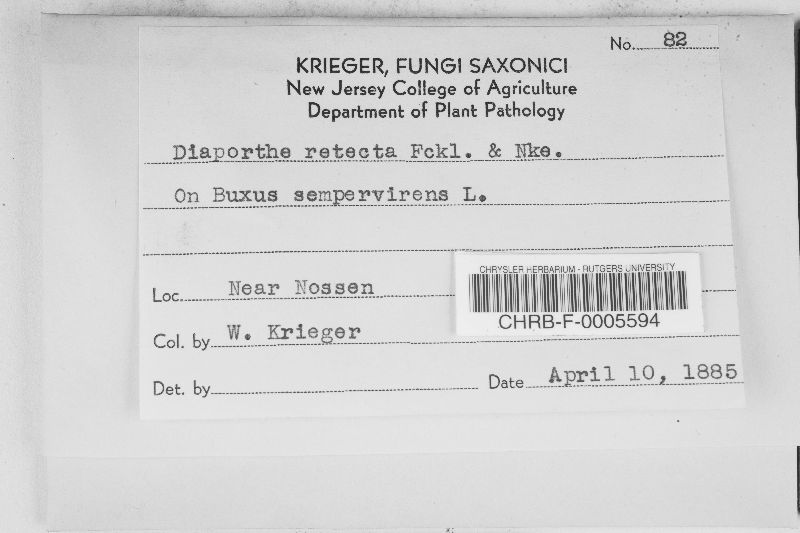 No. 82
KRIEGER, FUNGI SAXONICI
New Jersey College of Agriculture
Department of Plant Pathology
Diaporthe retecta Fckl. & Nke.
On Buxus sempervirens L.
CHRYSLER HERBARIUM - RUTGERS UNIVERSITY
CHRB-F-0005594
Loc. Near Nossen
Col. by W. Krieger
Det. by Date April 10, 1885